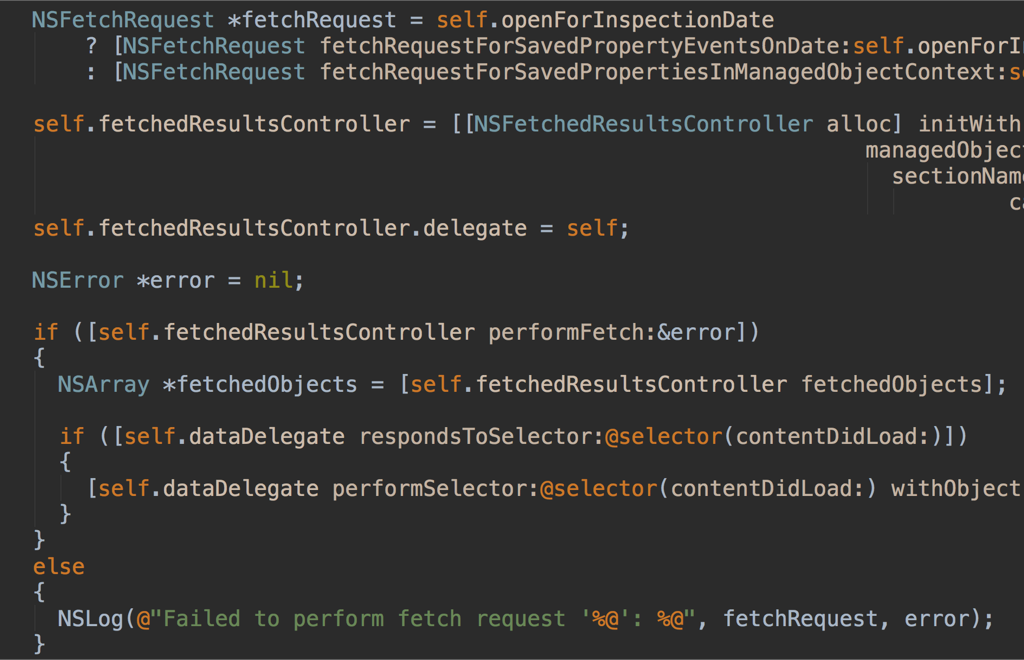 NSFetchRequest *fetchRequest = self.openForInspectionDate
? [NSFetchRequest fetchRequestForSavedPropertyEventsOnDate:self.openForI
: [NSFetchRequest fetchRequestForSavedPropertiesInManagedObjectContext:s
self.fetchedResultsController = [[NSFetchedResultsController alloc] initWith
managedObjec
sectionNam
ca
self.fetchedResultsController.delegate = self;
NSError *error = nil;
if ([self.fetchedResultsController performFetch:&error])
{
NSArray *fetchedObjects = [self.fetchedResultsController fetchedObjects];
if ([self.dataDelegate respondsToSelector:@selector(contentDidLoad:)])
{
[self.dataDelegate performSelector:@selector(contentDidLoad:) withObject
}
}
else
{
NSLog(@"Failed to perform fetch request '%@': %@", fetchRequest, error);
}